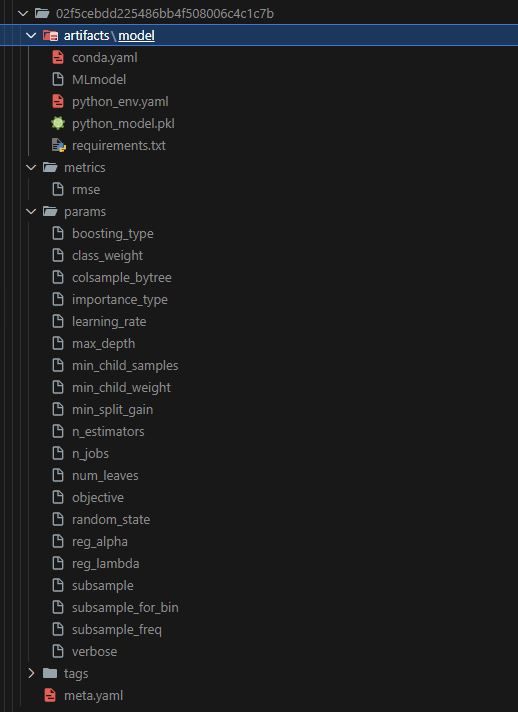 02f5cebdd225486bb4f508006c4c1c7b
artifacts\model
conda.yaml
MLmodel
python_env.yaml
python_model.pkl
requirements.txt
metrics
rmse
params
boosting_type
class_weight
colsample_bytree
importance_type
learning_rate
max_depth
min_child_samples
min_child_weight
min_split_gain
n_estimators
n_jobs
num_leaves
objective
random_state
reg_alpha
reg_lambda
subsample
subsample_for_bin
subsample_freq
verbose
tags
meta.yaml